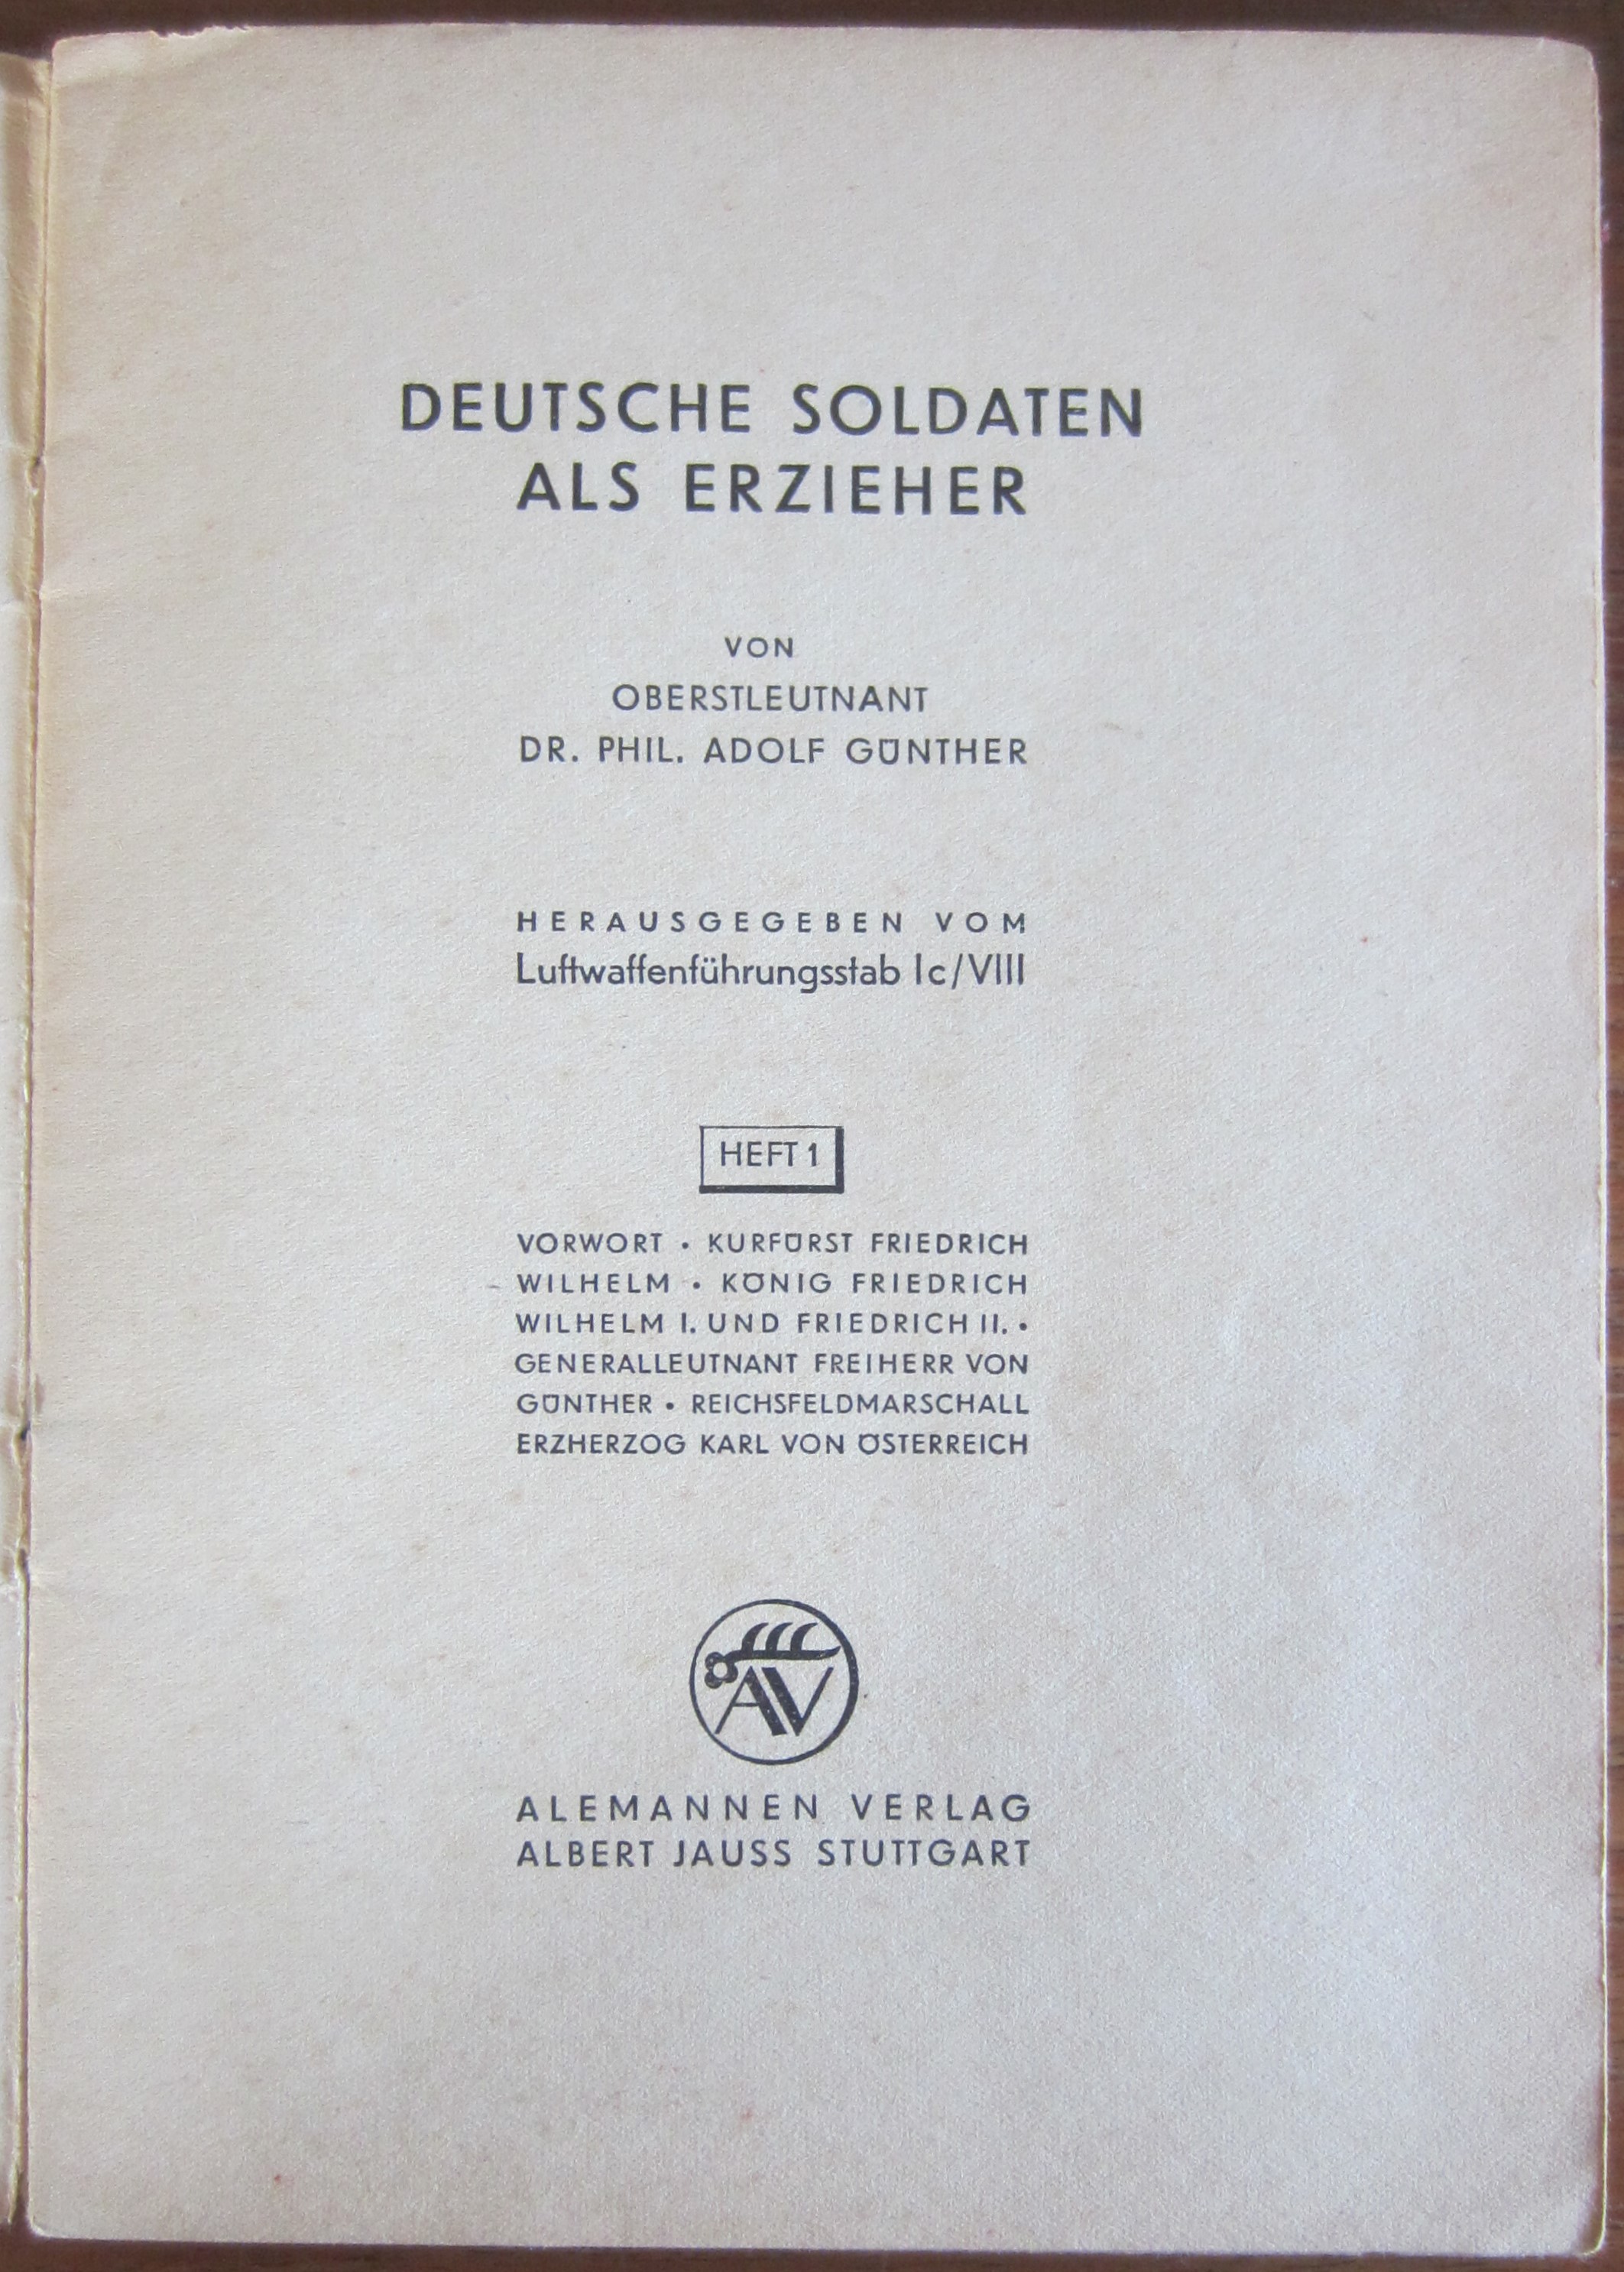 DEUTSCHE SOLDATEN
ALS ERZIEHER
VON
OBERSTLEUTNANT
DR. PHIL. ADOLF GÜNTHER
HERAUSGEGEBEN VOM
Luftwaffenführungsstab Ic/VIII
HEFT 1
VORWORT • KURFÜRST FRIEDRICH
WILHELM • KÖNIG FRIEDRICH
WILHELM I. UND FRIEDRICH II. •
GENERALLEUTNANT FREIHERR VON
GÜNTHER • REICHSFELDMARSCHALL
ERZHERZOG KARL VON ÖSTERREICH
AV
ALEMANNEN VERLAG
ALBERT JAUSS STUTTGART